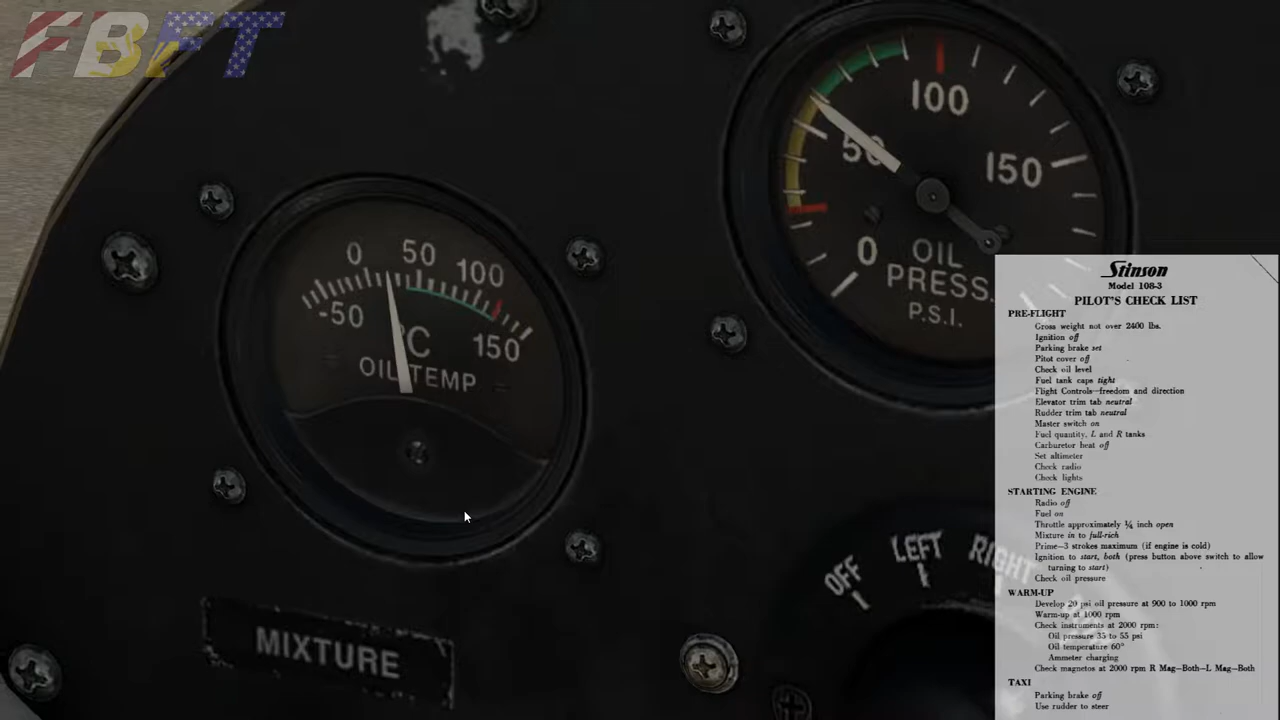 FBFT
0
50
100
-50
150
°C
OIL TEMP
50
100
150
0
OIL
PRESS.
P.S.I.
OFF
LEFT
RIGHT
MIXTURE
Stinson
Model 108-3
PILOT'S CHECK LIST
PRE-FLIGHT
Gross weight not over 2400 lbs.
Ignition off
Parking brake set
Pitot cover off
Check oil level
Fuel tank caps tight
Flight Controls—freedom and direction
Elevator trim tab neutral
Rudder trim tab neutral
Master switch on
Fuel quantity, L and R tanks
Carburetor heat off
Set altimeter
Check radio
Check lights
STARTING ENGINE
Radio off
Fuel on
Throttle approximately ¼ inch open
Mixture in to full-rich
Prime—3 strokes maximum (if engine is cold)
Ignition to start, both (press button above switch to allow
turning to start)
Check oil pressure
WARM-UP
Develop 20 psi oil pressure at 900 to 1000 rpm
Warm-up at 1000 rpm
Check instruments at 2000 rpm:
Oil pressure 35 to 55 psi
Oil temperature 60°
Ammeter charging
Check magnetos at 2000 rpm R Mag—Both—L Mag—Both
TAXI
Parking brake off
Use rudder to steer